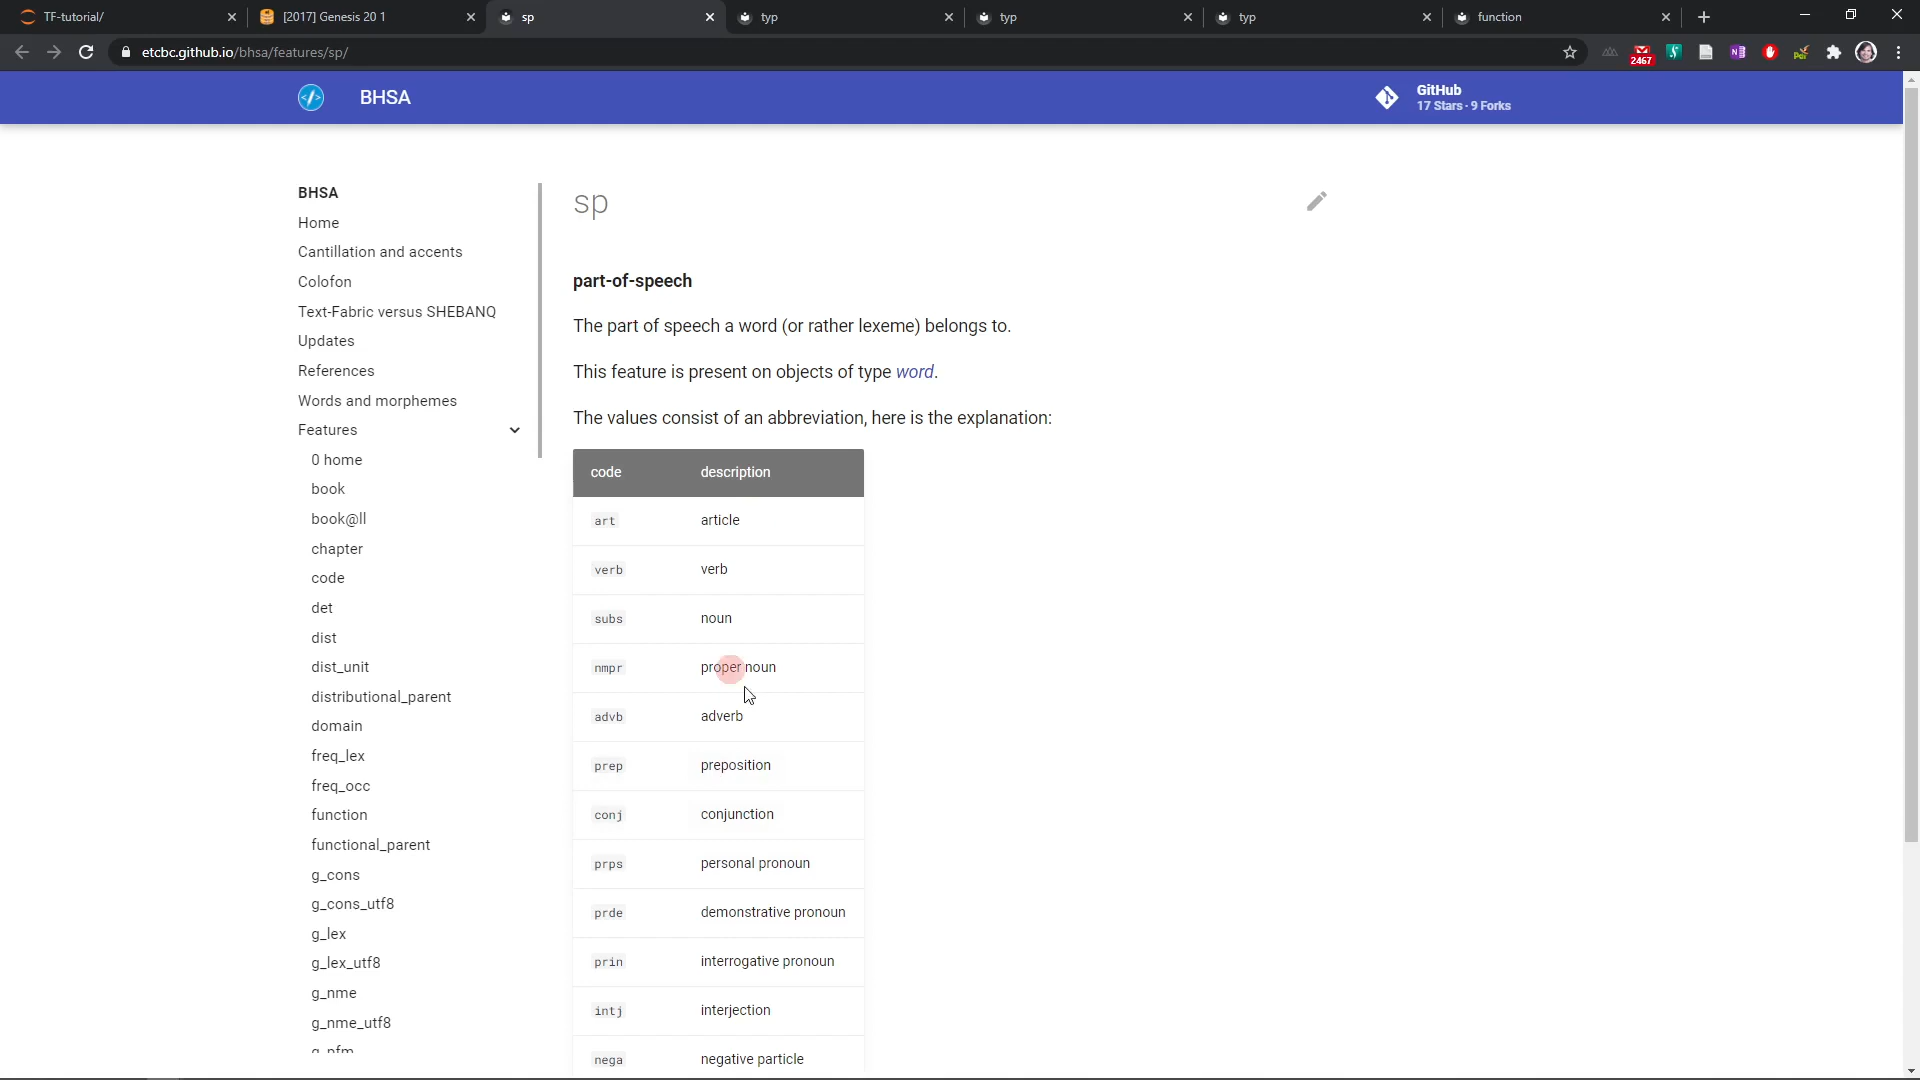 TF-tutorial/
[2017] Genesis 20 1
sp
typ
typ
typ
function
etcbc.github.io/bhsa/features/sp/
2467
BHSA
GitHub
17 Stars · 9 Forks
BHSA
Home
Cantillation and accents
Colofon
Text-Fabric versus SHEBANQ
Updates
References
Words and morphemes
Features
0 home
book
book@ll
chapter
code
det
dist
dist_unit
distributional_parent
domain
freq_lex
freq_occ
function
functional_parent
g_cons
g_cons_utf8
g_lex
g_lex_utf8
g_nme
g_nme_utf8
g_pfm
sp
part-of-speech
The part of speech a word (or rather lexeme) belongs to.
This feature is present on objects of type word.
The values consist of an abbreviation, here is the explanation:
code description
art article
verb verb
subs noun
nmpr proper noun
advb adverb
prep preposition
conj conjunction
prps personal pronoun
prde demonstrative pronoun
prin interrogative pronoun
intj interjection
nega negative particle